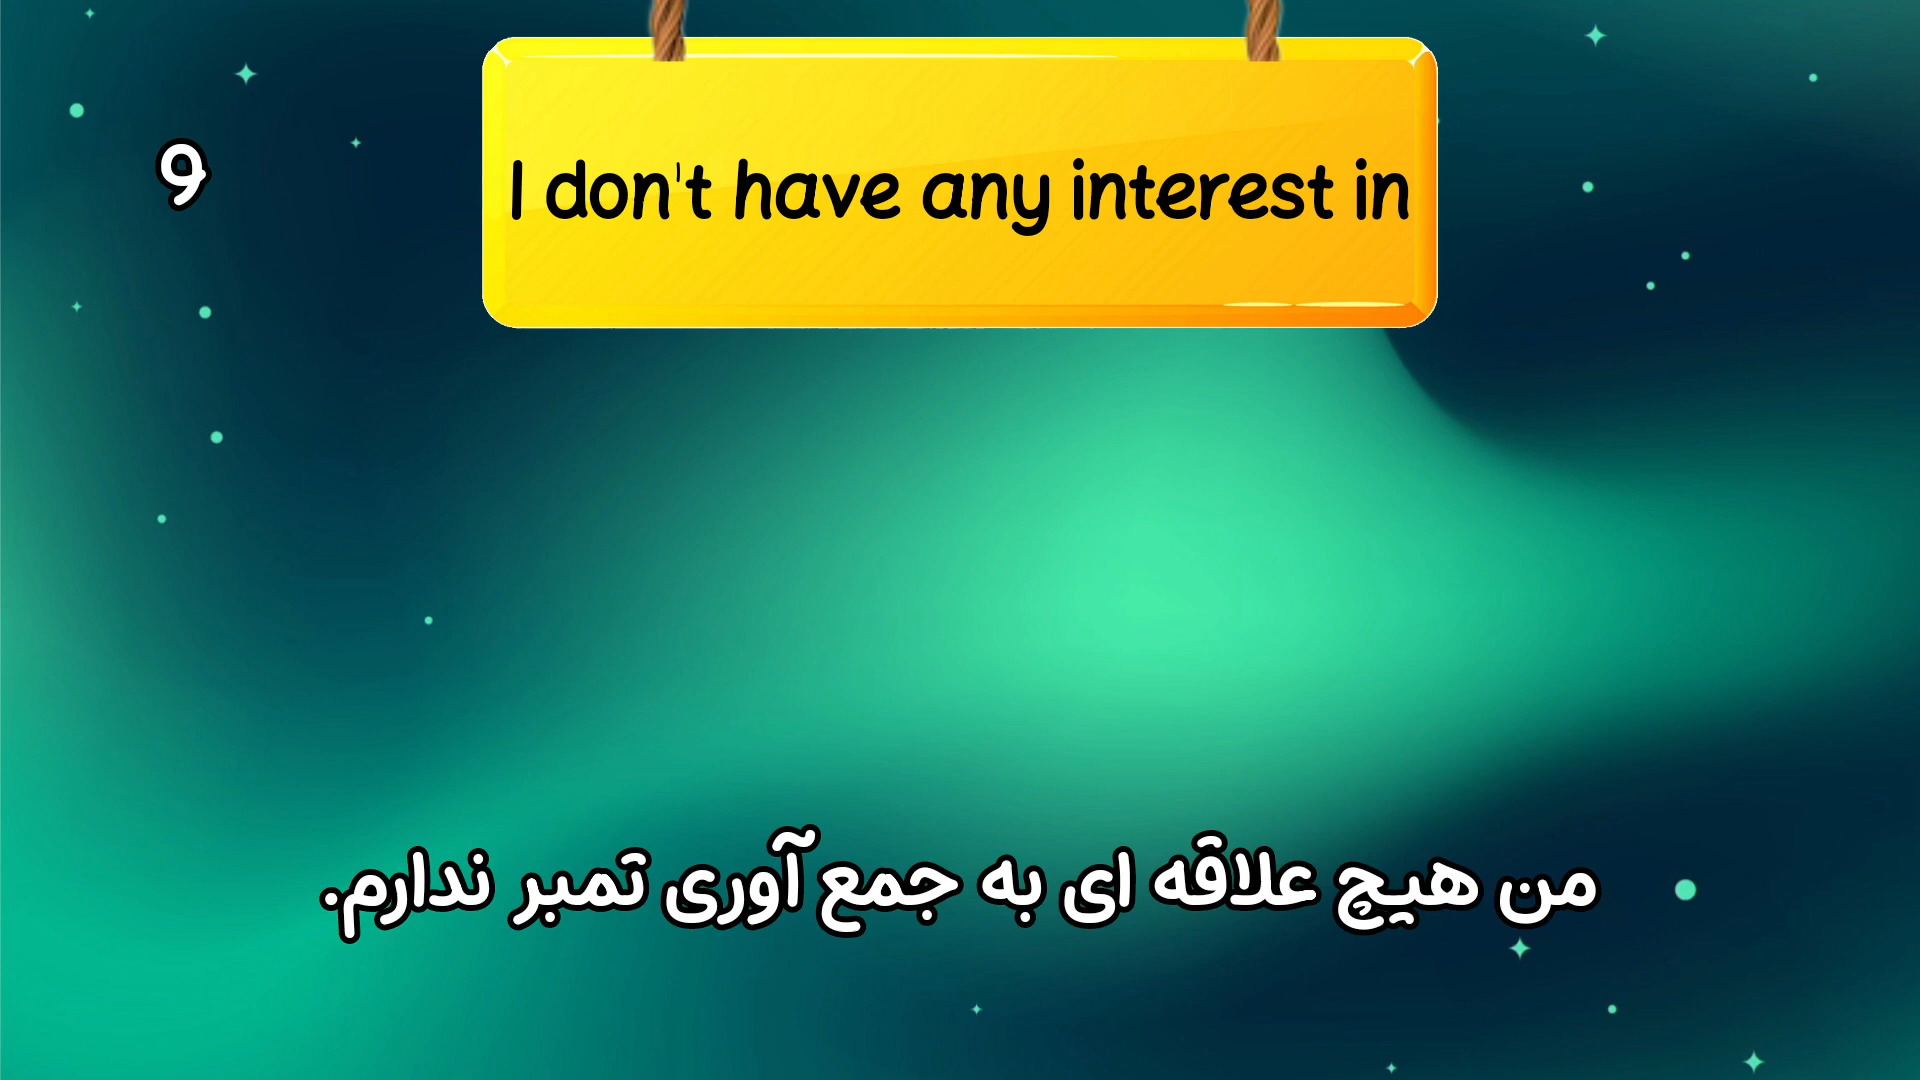 9
I don't have any interest in
من هیچ علاقه ای به جمع آوری تمبر ندارم.